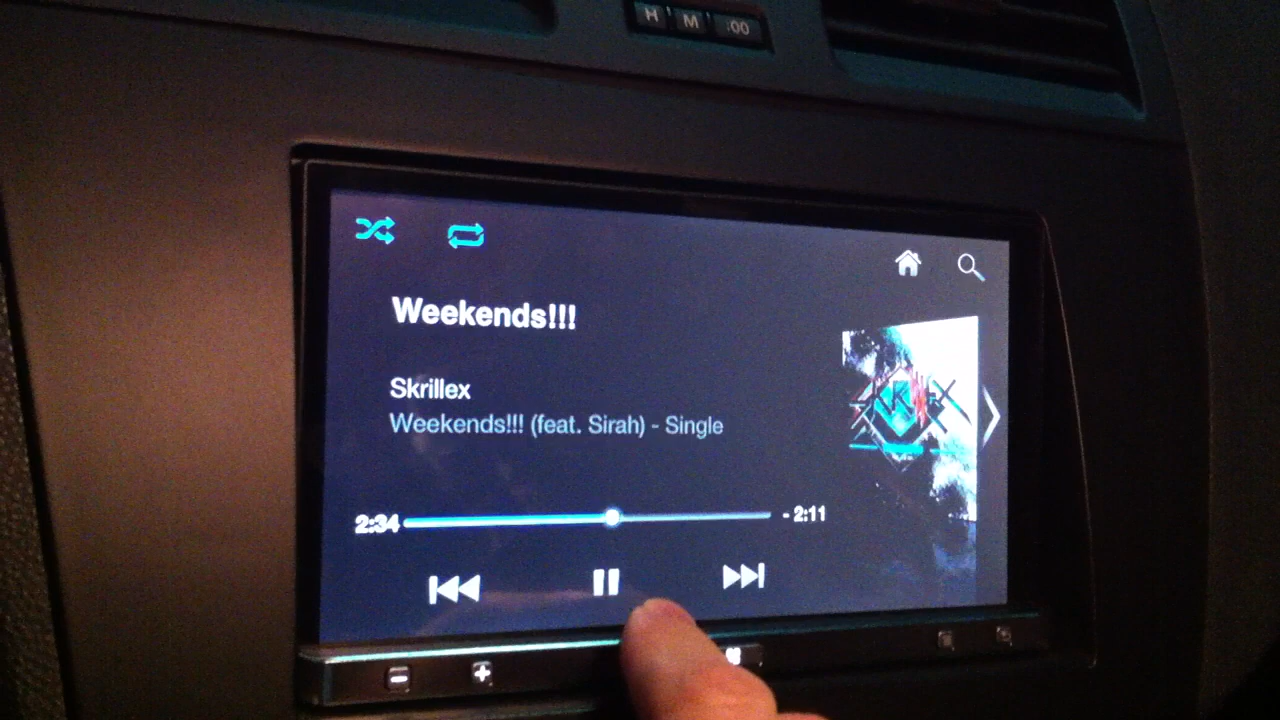 H M :00
Weekends!!!
Skrillex
Weekends!!! (feat. Sirah) - Single
2:34 - 2:11
- +